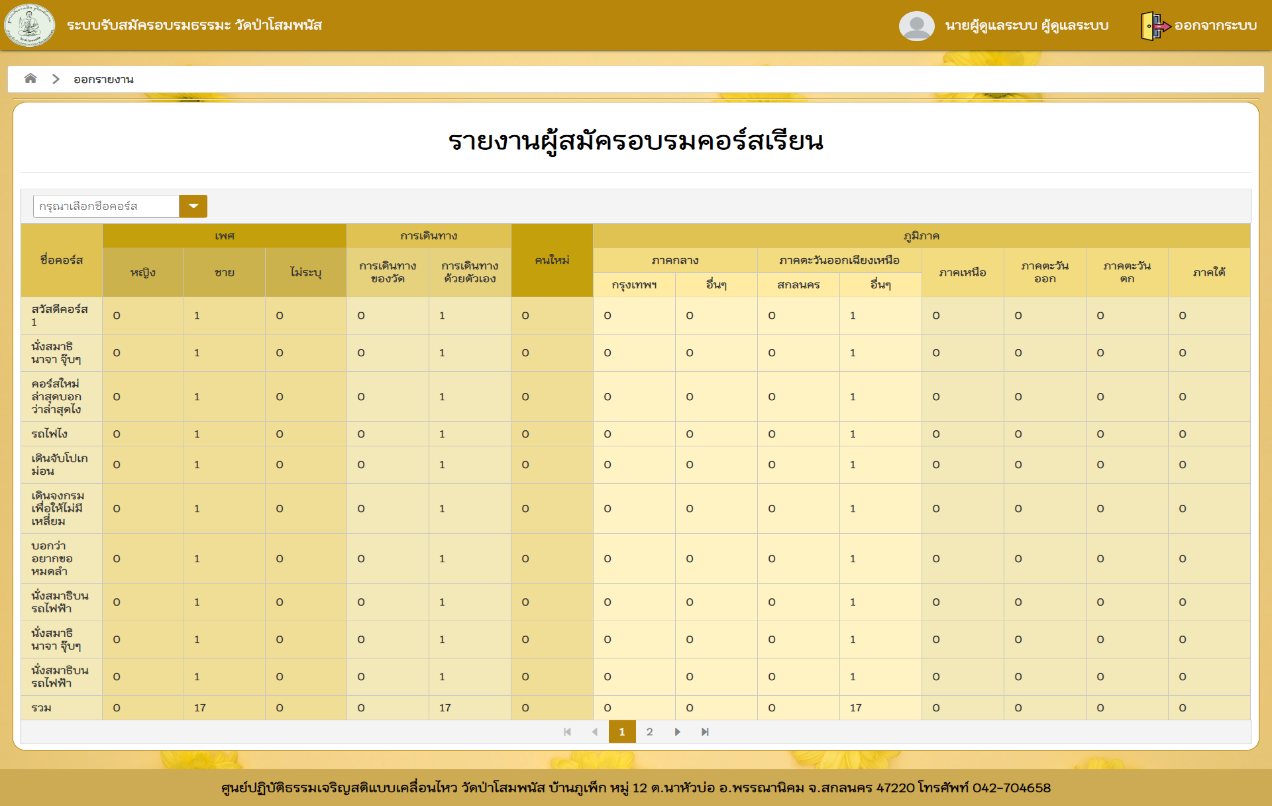 ระบบรับสมัครอบรมธรรมะ วัดป่าโสมพนัส
นายผู้ดูแลระบบ ผู้ดูแลระบบ
ออกจากระบบ
ออกรายงาน
รายงานผู้สมัครอบรมคอร์สเรียน
กรุณาเลือกชื่อคอร์ส
ชื่อคอร์ส เพศ การเดินทาง คนใหม่ ภูมิภาค
หญิง ชาย ไม่ระบุ การเดินทางของวัด การเดินทางด้วยตัวเอง ภาคกลาง ภาคตะวันออกเฉียงเหนือ ภาคเหนือ ภาคตะวันออก ภาคตะวันตก ภาคใต้
กรุงเทพฯ อื่นๆ สกลนคร อื่นๆ
สวัสดีคอร์ส 1 0 1 0 0 1 0 0 0 0 1 0 0 0 0
นั่งสมาธินาจา จุ๊บๆ 0 1 0 0 1 0 0 0 0 1 0 0 0 0
คอร์สใหม่ล่าสุดบอกว่าล่าสุดไง 0 1 0 0 1 0 0 0 0 1 0 0 0 0
รถไฟไง 0 1 0 0 1 0 0 0 0 1 0 0 0 0
เดินจับโปเกม่อน 0 1 0 0 1 0 0 0 0 1 0 0 0 0
เดินจงกรมเพื่อให้ไม่มีเหลี่ยม 0 1 0 0 1 0 0 0 0 1 0 0 0 0
บอกว่าอยากขอหมดลำ 0 1 0 0 1 0 0 0 0 1 0 0 0 0
นั่งสมาธิบนรถไฟฟ้า 0 1 0 0 1 0 0 0 0 1 0 0 0 0
นั่งสมาธินาจา จุ๊บๆ 0 1 0 0 1 0 0 0 0 1 0 0 0 0
นั่งสมาธิบนรถไฟฟ้า 0 1 0 0 1 0 0 0 0 1 0 0 0 0
รวม 0 17 0 0 17 0 0 0 0 17 0 0 0 0
1 2
ศูนย์ปฏิบัติธรรมเจริญสติแบบเคลื่อนไหว วัดป่าโสมพนัส บ้านภูเพ็ก หมู่ 12 ต.นาหัวบ่อ อ.พรรณานิคม จ.สกลนคร 47220 โทรศัพท์ 042-704658